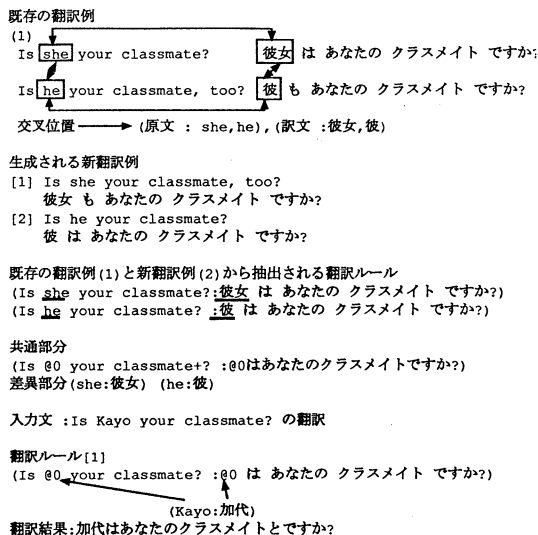 既存の翻訳例
(1)
Is she your classmate? 彼女 は あなたの クラスメイト ですか?
Is he your classmate, too? 彼 も あなたの クラスメイト ですか?
交叉位置 → (原文 : she,he),(訳文 :彼女,彼)
生成される新翻訳例
[1] Is she your classmate, too?
彼女 も あなたの クラスメイト ですか?
[2] Is he your classmate?
彼 は あなたの クラスメイト ですか?
既存の翻訳例(1)と新翻訳例(2)から抽出される翻訳ルール
(Is she your classmate?:彼女 は あなたの クラスメイト ですか?)
(Is he your classmate? :彼 は あなたの クラスメイト ですか?)
共通部分
(Is @0 your classmate+? :@0はあなたのクラスメイトですか?)
差異部分(she:彼女) (he:彼)
入力文 :Is Kayo your classmate? の翻訳
翻訳ルール[1]
(Is @0 your classmate? :@0 は あなたの クラスメイト ですか?)
(Kayo:加代)
翻訳結果:加代はあなたのクラスメイトとですか?